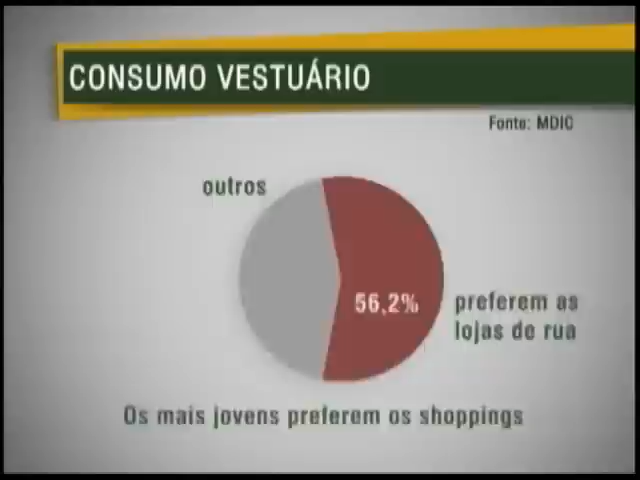 CONSUMO VESTUÁRIO
Fonte: MDIC
outros
56,2%
preferem as
lojas de rua
Os mais jovens preferem os shoppings